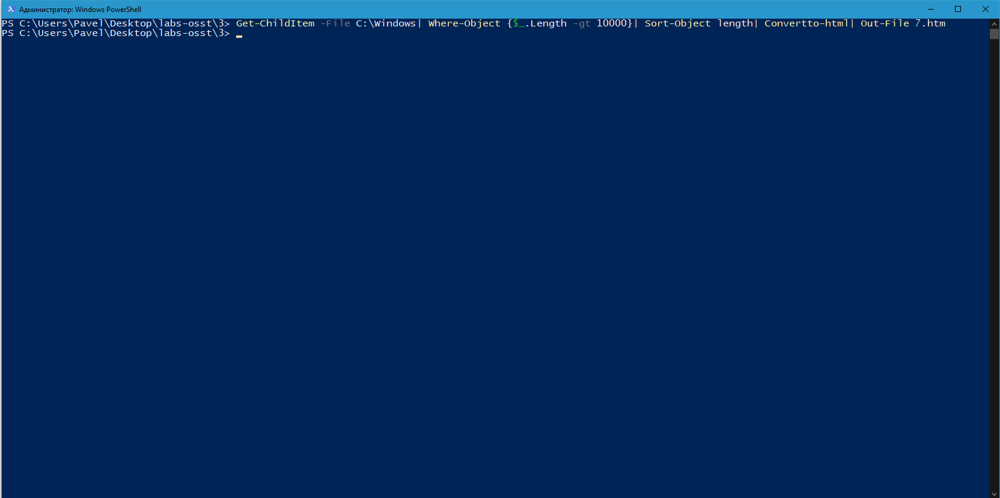 Администратор: Windows PowerShell
PS C:\Users\Pavel\Desktop\labs-osst\3> Get-ChildItem -File C:\Windows| Where-Object {$_.Length -gt 10000}| Sort-Object length| Convertto-html| Out-File 7.htm
PS C:\Users\Pavel\Desktop\labs-osst\3>